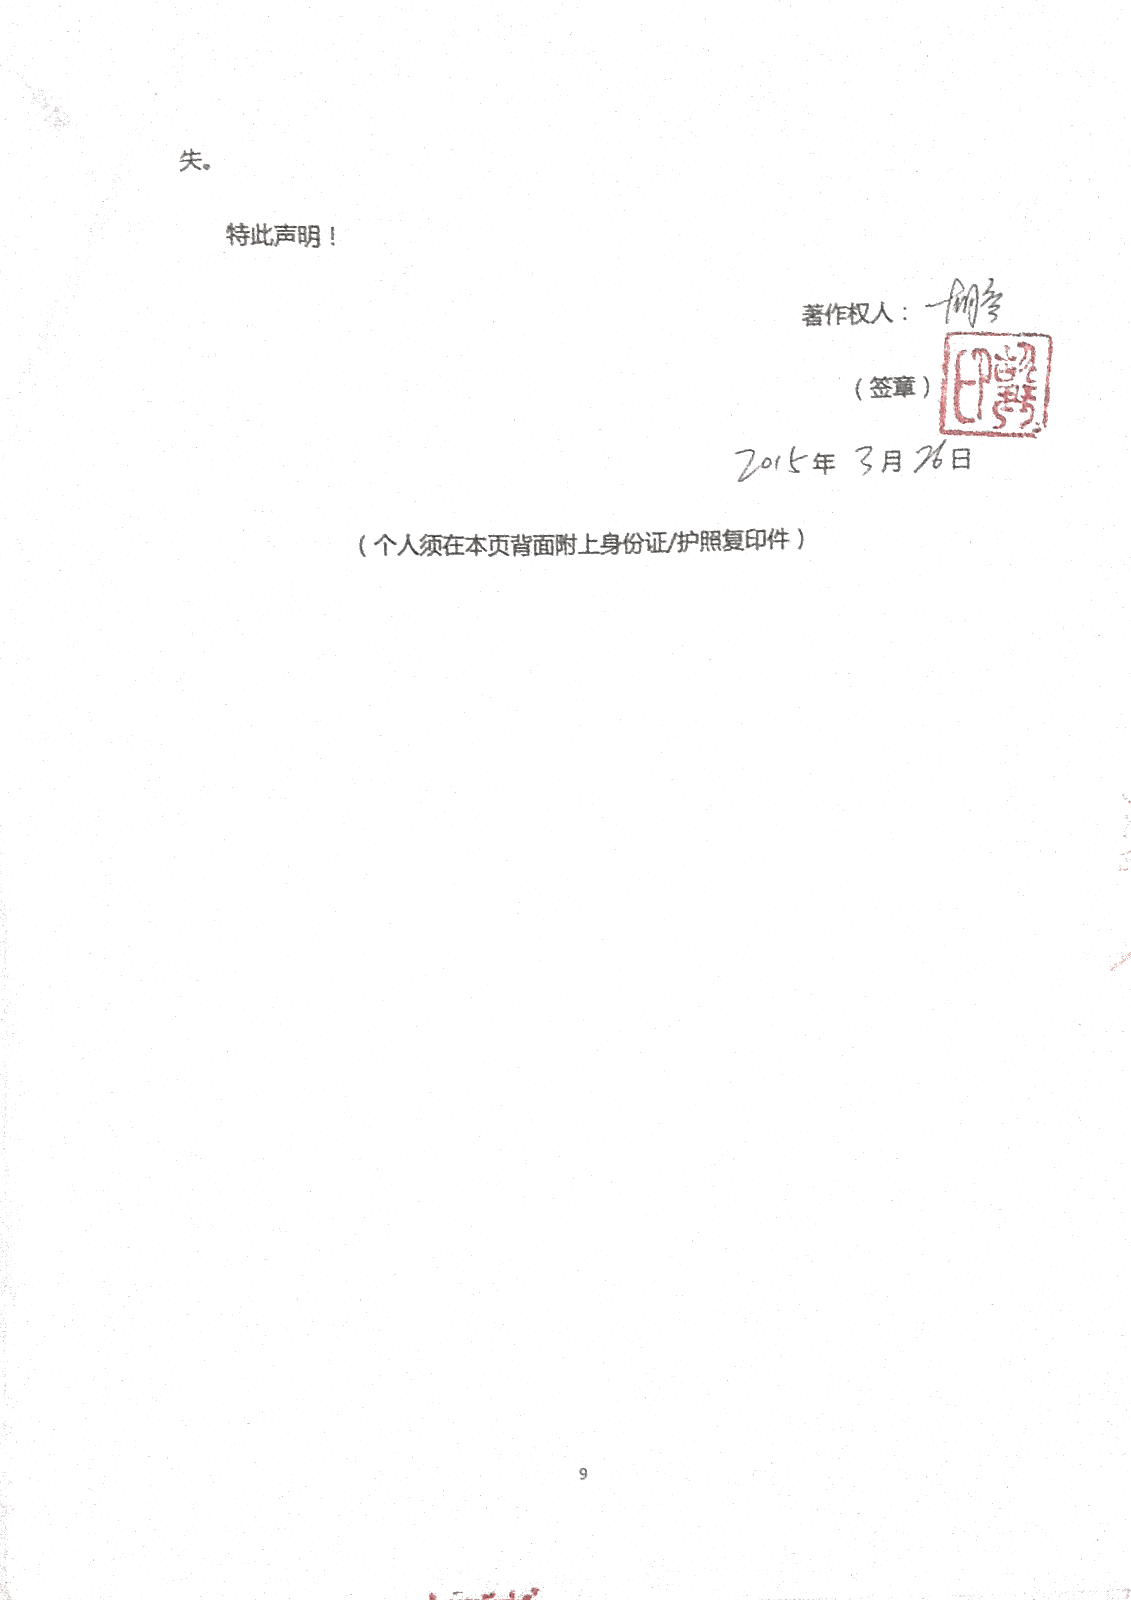 失。
特此声明！
著作权人：胡
（签章）
印
2015年 3月 26日
（个人须在本页背面附上身份证/护照复印件）
9